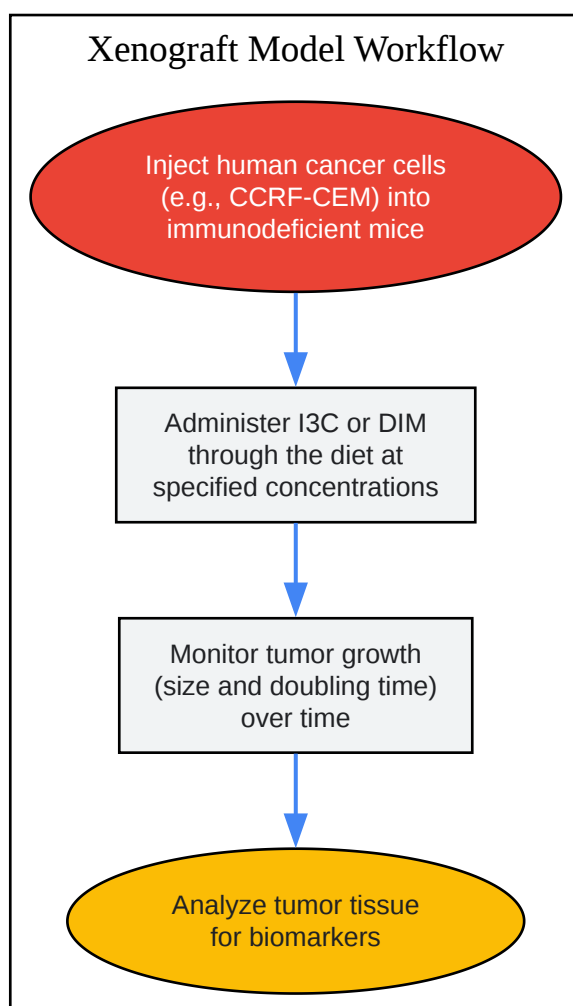 Xenograft Model Workflow
Inject human cancer cells
(e.g., CCRF-CEM) into
immunodeficient mice
Administer I3C or DIM
through the diet at
specified concentrations
Monitor tumor growth
(size and doubling time)
over time
Analyze tumor tissue
for biomarkers